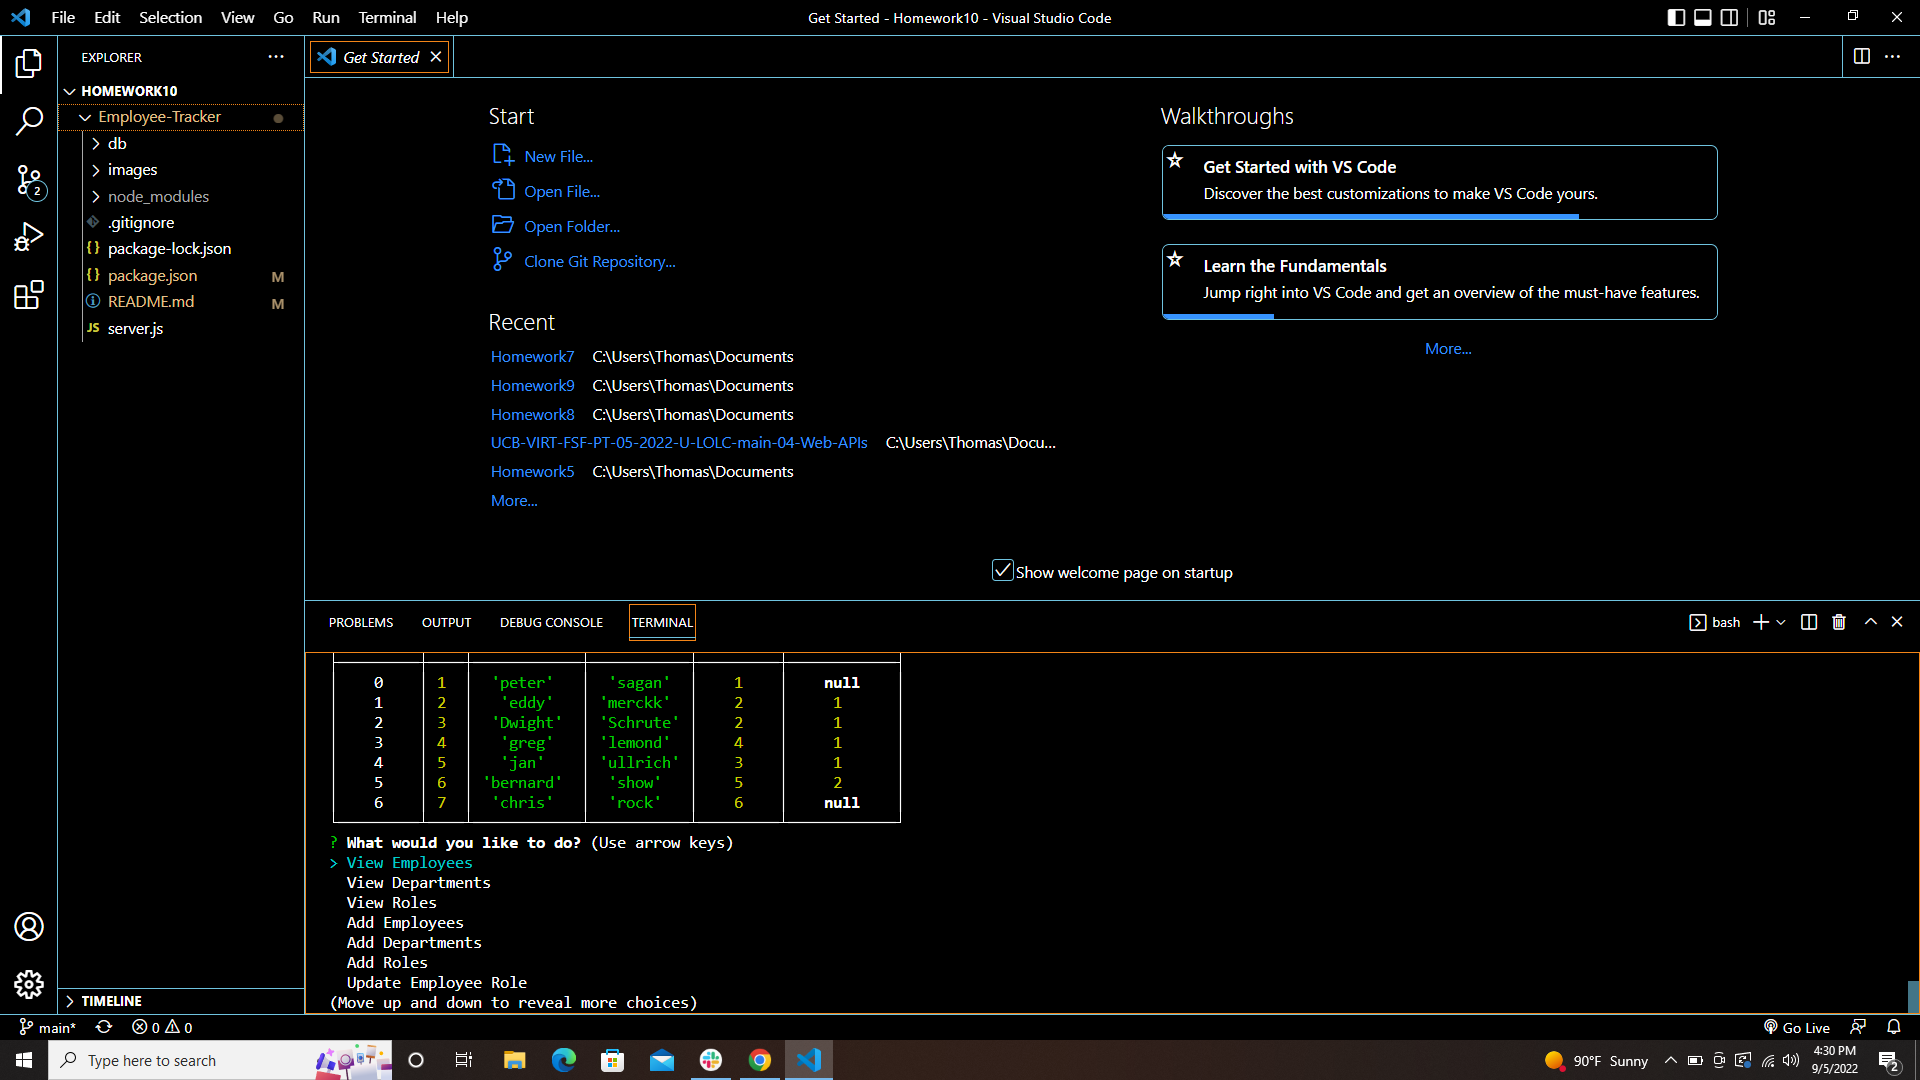 File Edit Selection View Go Run Terminal Help
Get Started - Homework10 - Visual Studio Code
EXPLORER
HOMEWORK10
Employee-Tracker
db
images
node_modules
.gitignore
{} package-lock.json
{} package.json M
README.md M
JS server.js
TIMELINE
2
Get Started
Start
New File...
Open File...
Open Folder...
Clone Git Repository...
Recent
Homework7 C:\Users\Thomas\Documents
Homework9 C:\Users\Thomas\Documents
Homework8 C:\Users\Thomas\Documents
UCB-VIRT-FSF-PT-05-2022-U-LOLC-main-04-Web-APIs C:\Users\Thomas\Docu...
Homework5 C:\Users\Thomas\Documents
More...
Walkthroughs
Get Started with VS Code
Discover the best customizations to make VS Code yours.
Learn the Fundamentals
Jump right into VS Code and get an overview of the must-have features.
More...
Show welcome page on startup
PROBLEMS OUTPUT DEBUG CONSOLE TERMINAL
bash
0 1 'peter' 'sagan' 1 null
1 2 'eddy' 'merckk' 2 1
2 3 'Dwight' 'Schrute' 2 1
3 4 'greg' 'lemond' 4 1
4 5 'jan' 'ullrich' 3 1
5 6 'bernard' 'show' 5 2
6 7 'chris' 'rock' 6 null
? What would you like to do? (Use arrow keys)
> View Employees
View Departments
View Roles
Add Employees
Add Departments
Add Roles
Update Employee Role
(Move up and down to reveal more choices)
main* 0 0
Go Live
Type here to search
90°F Sunny
4:30 PM
9/5/2022
2